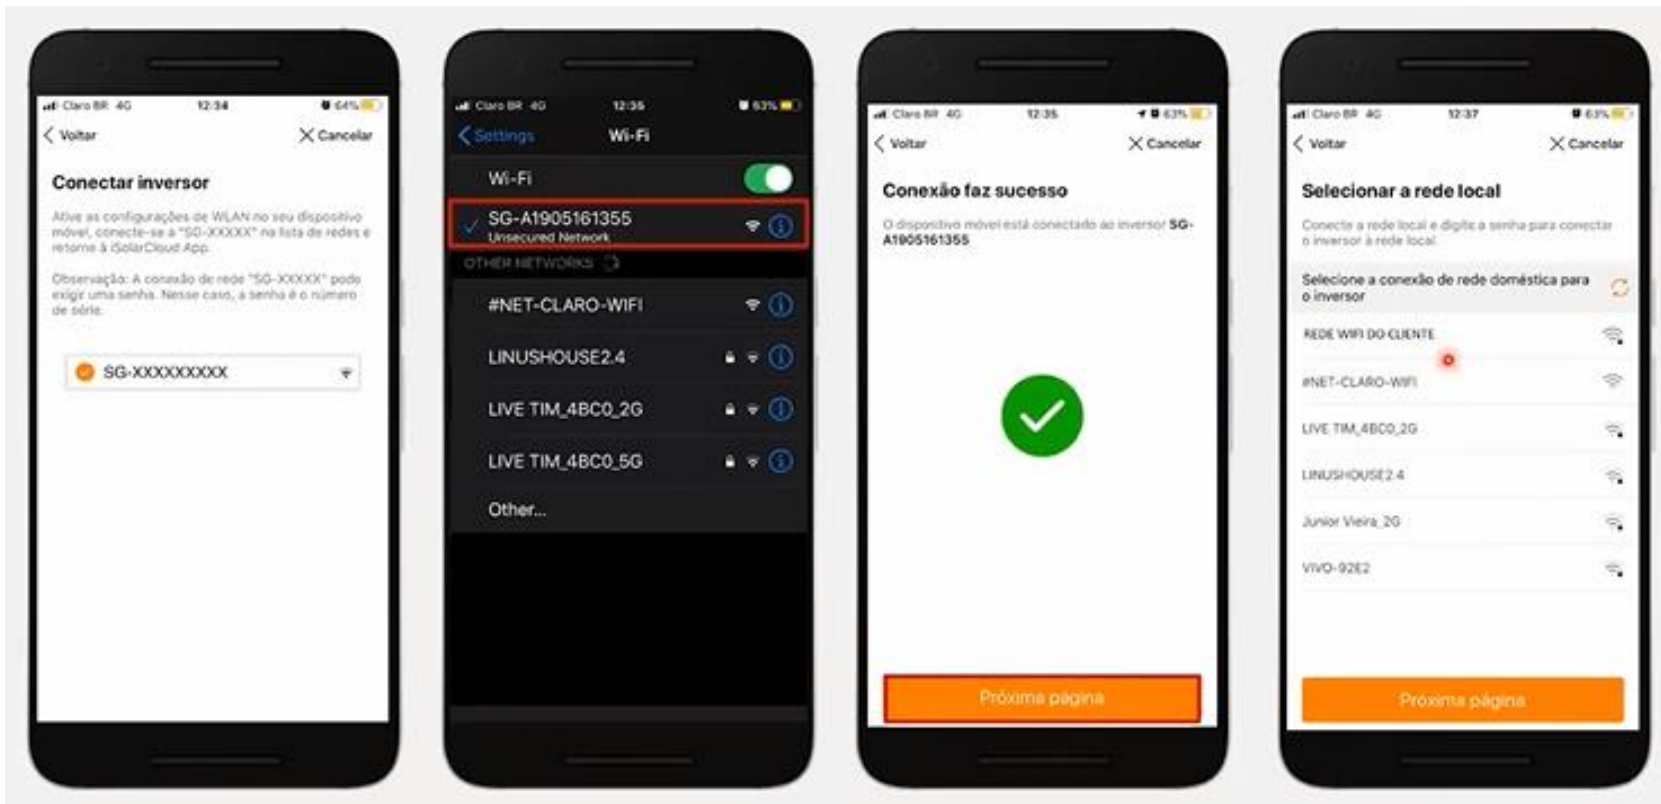 Claro BR 4G 12:34 64%
Voltar Cancelar
Conectar inversor
Ative as configurações de WLAN no seu dispositivo
móvel, conecte-se à "SG-XXXXX" na lista de redes e
retorne à iSolarCloud App.
Observação: A conexão de rede "SG-XXXXX" pode
exigir uma senha. Nesse caso, a senha é o número
de série.
SG-XXXXXXXXX
Claro BR 4G 12:35 63%
Settings Wi-Fi
Wi-Fi
SG-A1905161355
Unsecured Network
OTHER NETWORKS
#NET-CLARO-WIFI
LINUSHOUSE2.4
LIVE TIM_4BC0_2G
LIVE TIM_4BC0_5G
Other...
Claro BR 4G 12:35 63%
Voltar Cancelar
Conexão faz sucesso
O dispositivo móvel está conectado ao inversor SG-
A1905161355
Próxima página
Claro BR 4G 12:37 63%
Voltar Cancelar
Selecionar a rede local
Conecte a rede local e digite a senha para conectar
o inversor à rede local.
Selecione a conexão de rede doméstica para
o inversor
REDE WIFI DO CLIENTE
#NET-CLARO-WIFI
LIVE TIM_4BC0_2G
LINUSHOUSE2.4
Junior Vieira_2G
VIVO-92E2
Próxima página